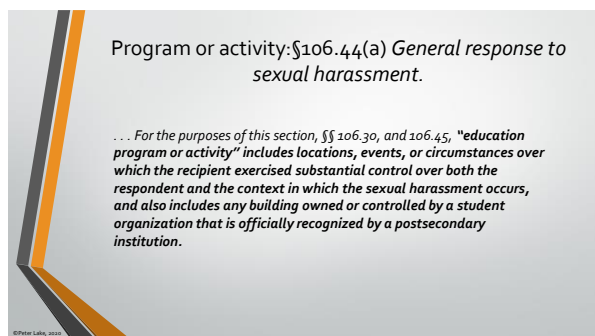 Program or activity:§106.44(a) General response to
sexual harassment.
. . . For the purposes of this section, §§ 106.30, and 106.45, “education
program or activity” includes locations, events, or circumstances over
which the recipient exercised substantial control over both the
respondent and the context in which the sexual harassment occurs,
and also includes any building owned or controlled by a student
organization that is officially recognized by a postsecondary
institution.
©Peter Lake, 2020